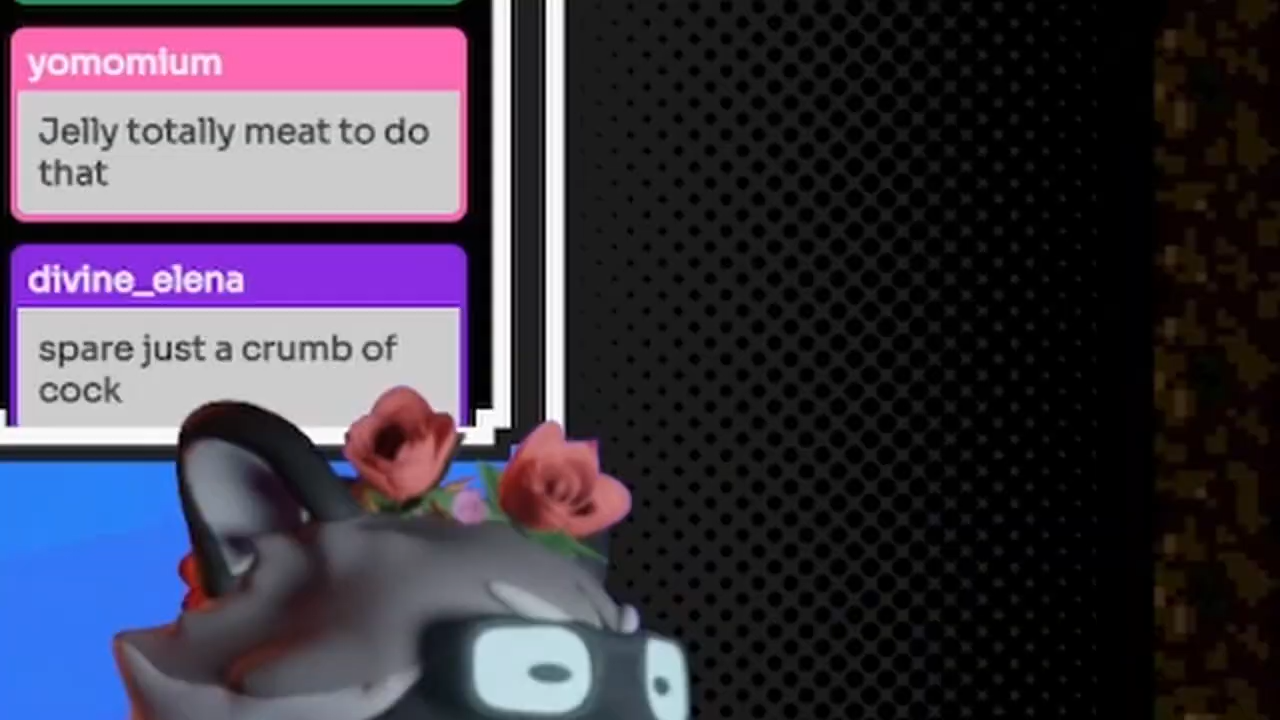 yomomium
Jelly totally meat to do
that
divine_elena
spare just a crumb of
cock